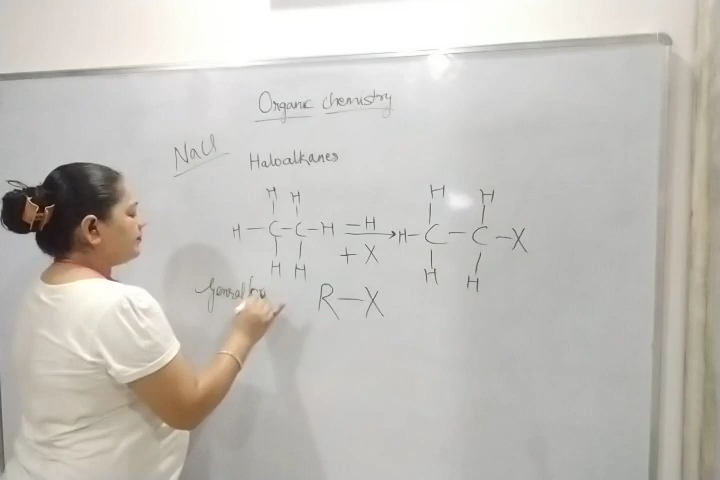 Organic chemistry
NaCl
Haloalkanes
H H H H
H-C-C-H -H H-C-C-X
+X
H H H H
R-X